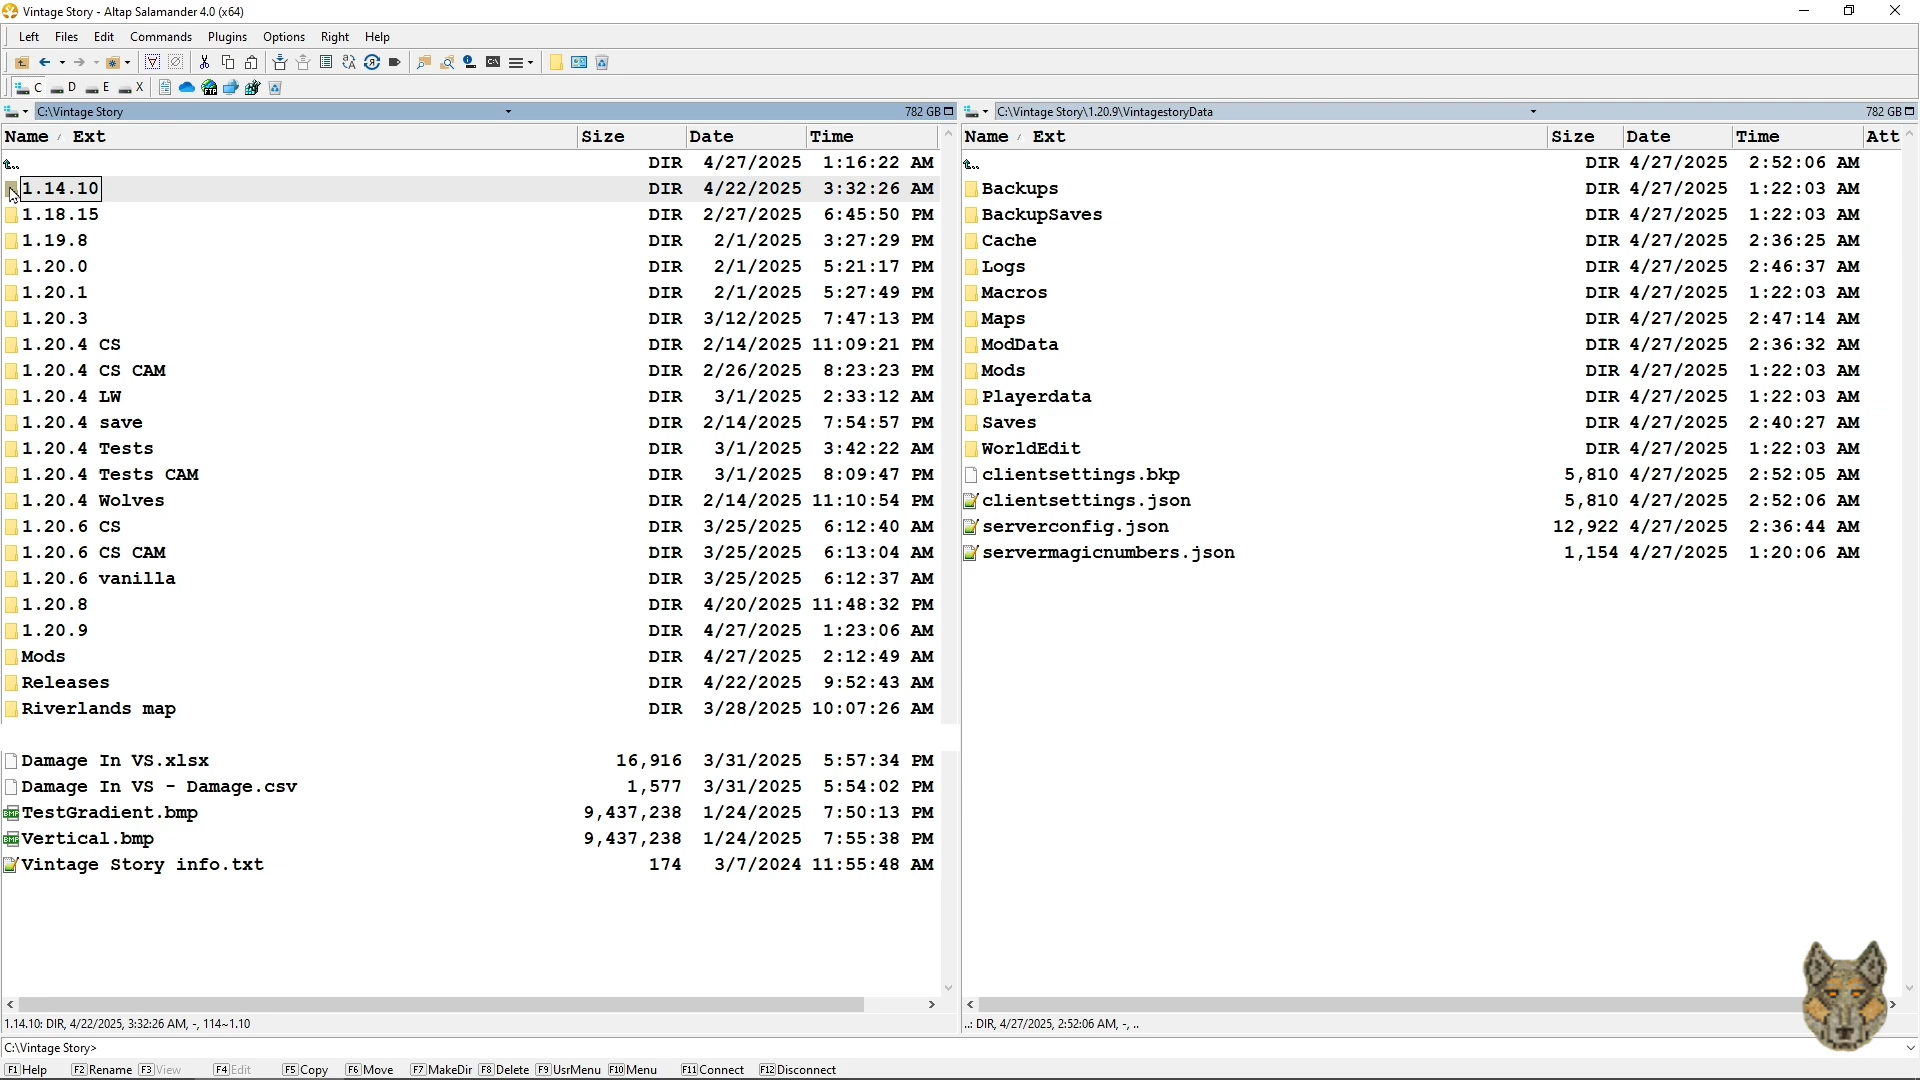 Vintage Story - Altap Salamander 4.0 (x64)
Left Files Edit Commands Plugins Options Right Help
C D E X
C:\Vintage Story 782 GB
Name Ext Size Date Time
DIR 4/27/2025 1:16:22 AM
1.14.10 DIR 4/22/2025 3:32:26 AM
1.18.15 DIR 2/27/2025 6:45:50 PM
1.19.8 DIR 2/1/2025 3:27:29 PM
1.20.0 DIR 2/1/2025 5:21:17 PM
1.20.1 DIR 2/1/2025 5:27:49 PM
1.20.3 DIR 3/12/2025 7:47:13 PM
1.20.4 CS DIR 2/14/2025 11:09:21 PM
1.20.4 CS CAM DIR 2/26/2025 8:23:23 PM
1.20.4 LW DIR 3/1/2025 2:33:12 AM
1.20.4 save DIR 2/14/2025 7:54:57 PM
1.20.4 Tests DIR 3/1/2025 3:42:22 AM
1.20.4 Tests CAM DIR 3/1/2025 8:09:47 PM
1.20.4 Wolves DIR 2/14/2025 11:10:54 PM
1.20.6 CS DIR 3/25/2025 6:12:40 AM
1.20.6 CS CAM DIR 3/25/2025 6:13:04 AM
1.20.6 vanilla DIR 3/25/2025 6:12:37 AM
1.20.8 DIR 4/20/2025 11:48:32 PM
1.20.9 DIR 4/27/2025 1:23:06 AM
Mods DIR 4/27/2025 2:12:49 AM
Releases DIR 4/22/2025 9:52:43 AM
Riverlands map DIR 3/28/2025 10:07:26 AM
Damage In VS.xlsx 16,916 3/31/2025 5:57:34 PM
Damage In VS - Damage.csv 1,577 3/31/2025 5:54:02 PM
TestGradient.bmp 9,437,238 1/24/2025 7:50:13 PM
Vertical.bmp 9,437,238 1/24/2025 7:55:38 PM
Vintage Story info.txt 174 3/7/2024 11:55:48 AM
1.14.10: DIR, 4/22/2025, 3:32:26 AM, -, 114~1.10
C:\Vintage Story\1.20.9\VintagestoryData 782 GB
Name Ext Size Date Time Att
.. DIR 4/27/2025 2:52:06 AM
Backups DIR 4/27/2025 1:22:03 AM
BackupSaves DIR 4/27/2025 1:22:03 AM
Cache DIR 4/27/2025 2:36:25 AM
Logs DIR 4/27/2025 2:46:37 AM
Macros DIR 4/27/2025 1:22:03 AM
Maps DIR 4/27/2025 2:47:14 AM
ModData DIR 4/27/2025 2:36:32 AM
Mods DIR 4/27/2025 1:22:03 AM
Playerdata DIR 4/27/2025 1:22:03 AM
Saves DIR 4/27/2025 2:40:27 AM
WorldEdit DIR 4/27/2025 1:22:03 AM
clientsettings.bkp 5,810 4/27/2025 2:52:05 AM
clientsettings.json 5,810 4/27/2025 2:52:06 AM
serverconfig.json 12,922 4/27/2025 2:36:44 AM
servermagicnumbers.json 1,154 4/27/2025 1:20:06 AM
..: DIR, 4/27/2025, 2:52:06 AM, -, ..
C:\Vintage Story>
F1 Help F2 Rename F3 View F4 Edit F5 Copy F6 Move F7 MakeDir F8 Delete F9 UsrMenu F10 Menu F11 Connect F12 Disconnect